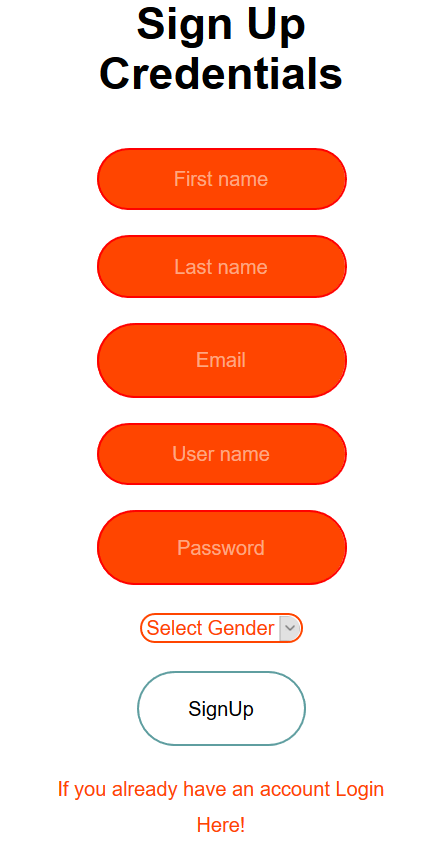 Sign Up
Credentials
First name
Last name
Email
User name
Password
Select Gender
SignUp
If you already have an account Login
Here!